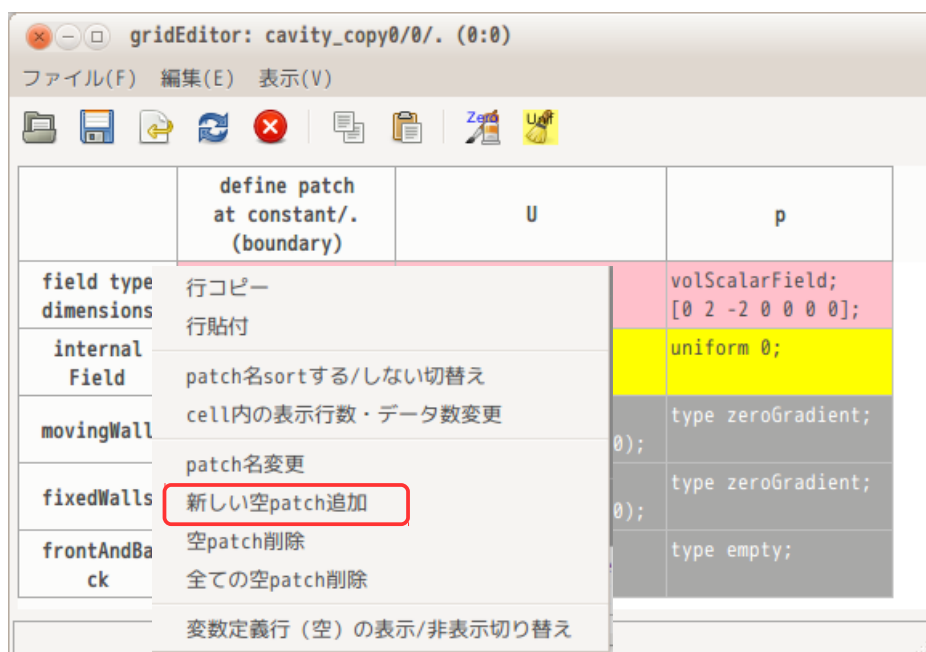 gridEditor: cavity_copy0/0/. (0:0)
ファイル(F) 編集(E) 表示(V)
Zero Unif
define patch
at constant/.
(boundary)
U
p
field type
dimensions
volScalarField;
[0 2 -2 0 0 0 0];
internal
Field
uniform 0;
movingWall
0);
type zeroGradient;
fixedWalls
0);
type zeroGradient;
frontAndBa
ck
type empty;
行コピー
行貼付
patch名sortする/しない切替え
cell内の表示行数・データ数変更
patch名変更
新しい空patch追加
空patch削除
全ての空patch削除
変数定義行（空）の表示/非表示切り替え